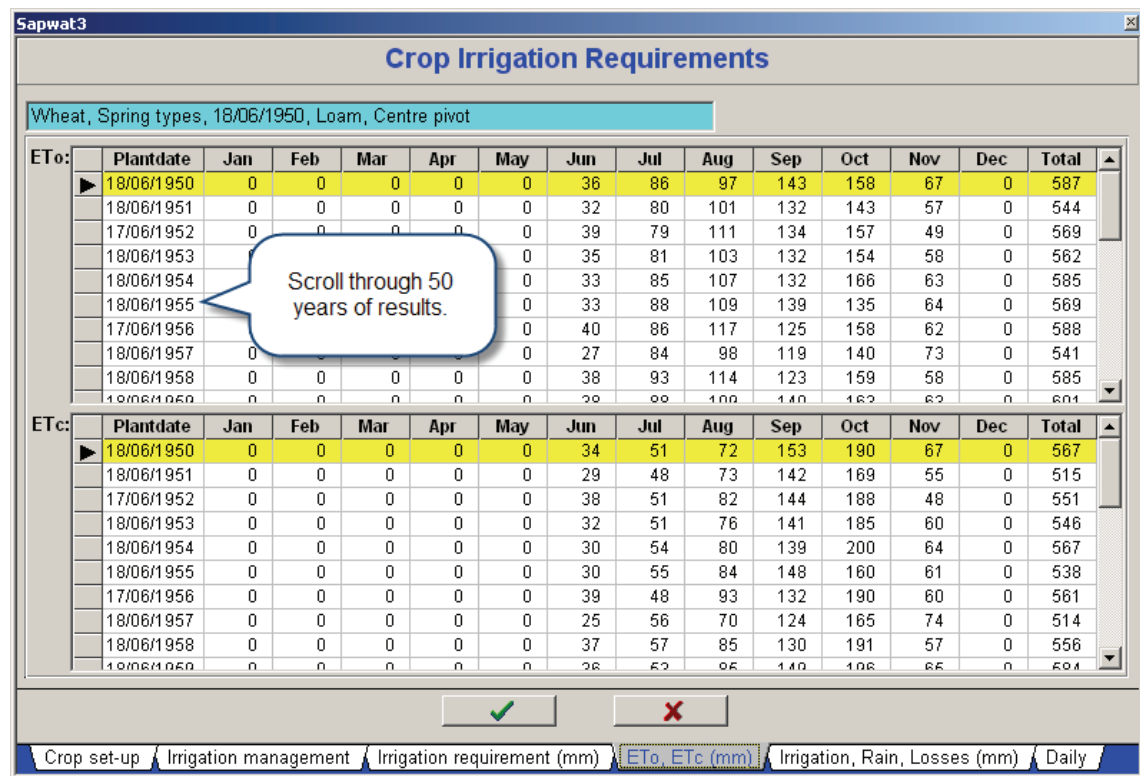 Sapwat3
Crop Irrigation Requirements
Wheat, Spring types, 18/06/1950, Loam, Centre pivot
ETo: Plantdate Jan Feb Mar Apr May Jun Jul Aug Sep Oct Nov Dec Total
18/06/1950 0 0 0 0 0 36 86 97 143 158 67 0 587
18/06/1951 0 0 0 0 0 32 80 101 132 143 57 0 544
17/06/1952 0 0 0 0 0 39 79 111 134 157 49 0 569
18/06/1953 0 35 81 103 132 154 58 0 562
18/06/1954 0 33 85 107 132 166 63 0 585
18/06/1955 0 33 88 109 139 135 64 0 569
17/06/1956 0 40 86 117 125 158 62 0 588
18/06/1957 0 0 0 0 0 27 84 98 119 140 73 0 541
18/06/1958 0 0 0 0 0 38 93 114 123 159 58 0 585
Scroll through 50
years of results.
ETc: Plantdate Jan Feb Mar Apr May Jun Jul Aug Sep Oct Nov Dec Total
18/06/1950 0 0 0 0 0 34 51 72 153 190 67 0 567
18/06/1951 0 0 0 0 0 29 48 73 142 169 55 0 515
17/06/1952 0 0 0 0 0 38 51 82 144 188 48 0 551
18/06/1953 0 0 0 0 0 32 51 76 141 185 60 0 546
18/06/1954 0 0 0 0 0 30 54 80 139 200 64 0 567
18/06/1955 0 0 0 0 0 30 55 84 148 160 61 0 538
17/06/1956 0 0 0 0 0 39 48 93 132 190 60 0 561
18/06/1957 0 0 0 0 0 25 56 70 124 165 74 0 514
18/06/1958 0 0 0 0 0 37 57 85 130 191 57 0 556
Crop set-up Irrigation management Irrigation requirement (mm) ETo, ETc (mm) Irrigation, Rain, Losses (mm) Daily